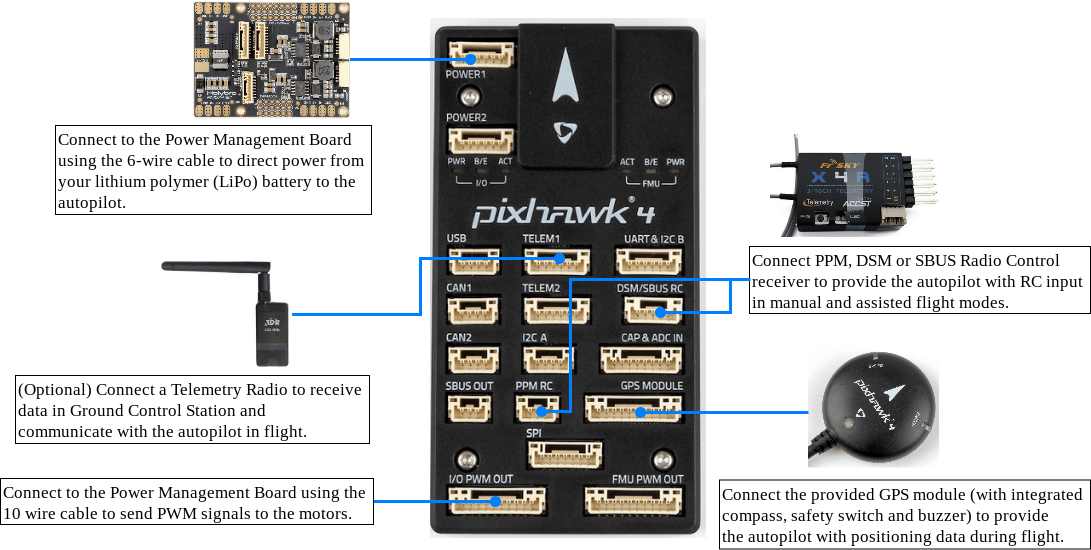 Holybro
POWER1
POWER2
PWR B/E ACT
I/O
ACT B/E PWR
FMU
pixhawk®4
USB
TELEM1
UART & I2C B
CAN1
TELEM2
DSM/SBUS RC
CAN2
I2C A
CAP & ADC IN
SBUS OUT
PPM RC
GPS MODULE
SPI
I/O PWM OUT
FMU PWM OUT
Connect to the Power Management Board
using the 6-wire cable to direct power from
your lithium polymer (LiPo) battery to the
autopilot.
3DR
(Optional) Connect a Telemetry Radio to receive
data in Ground Control Station and
communicate with the autopilot in flight.
Connect to the Power Management Board using the
10 wire cable to send PWM signals to the motors.
FrSKY
X 4 R
3/16CH TELEMETRY
Telemetry
ACCST
Connect PPM, DSM or SBUS Radio Control
receiver to provide the autopilot with RC input
in manual and assisted flight modes.
pixhawk 4
Connect the provided GPS module (with integrated
compass, safety switch and buzzer) to provide
the autopilot with positioning data during flight.